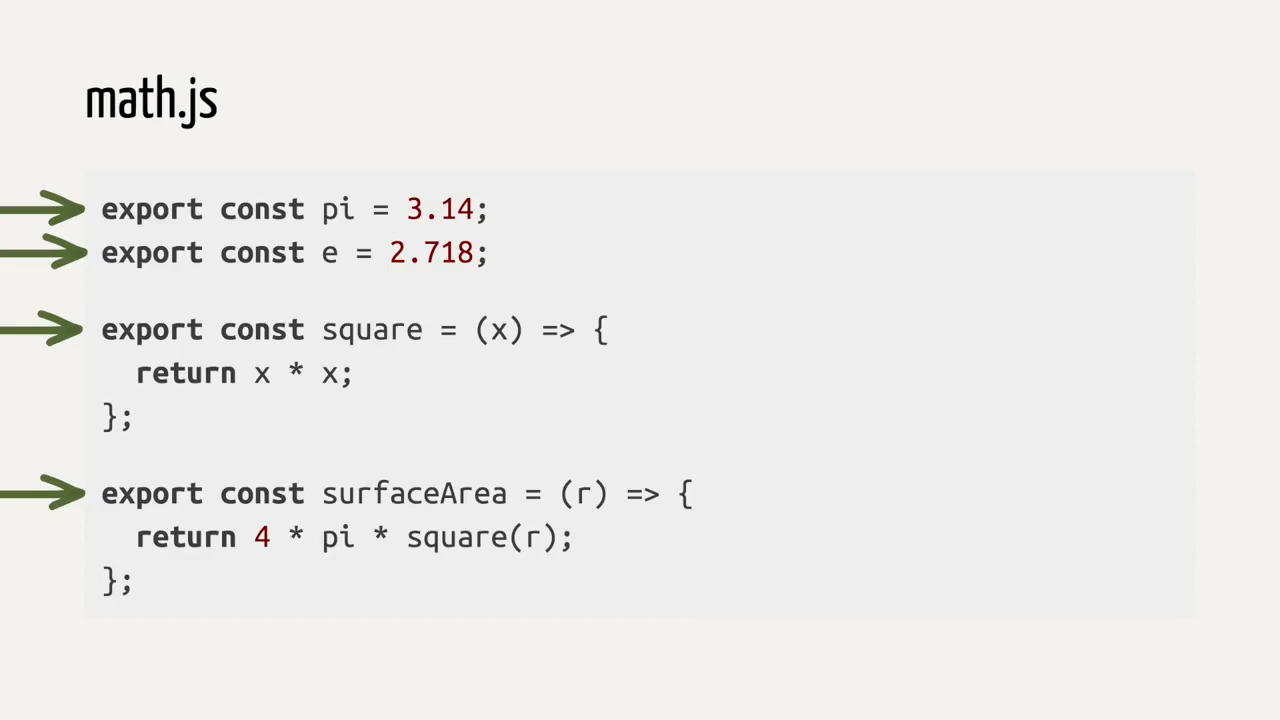 math.js
export const pi = 3.14;
export const e = 2.718;
export const square = (x) => {
  return x * x;
};
export const surfaceArea = (r) => {
  return 4 * pi * square(r);
};